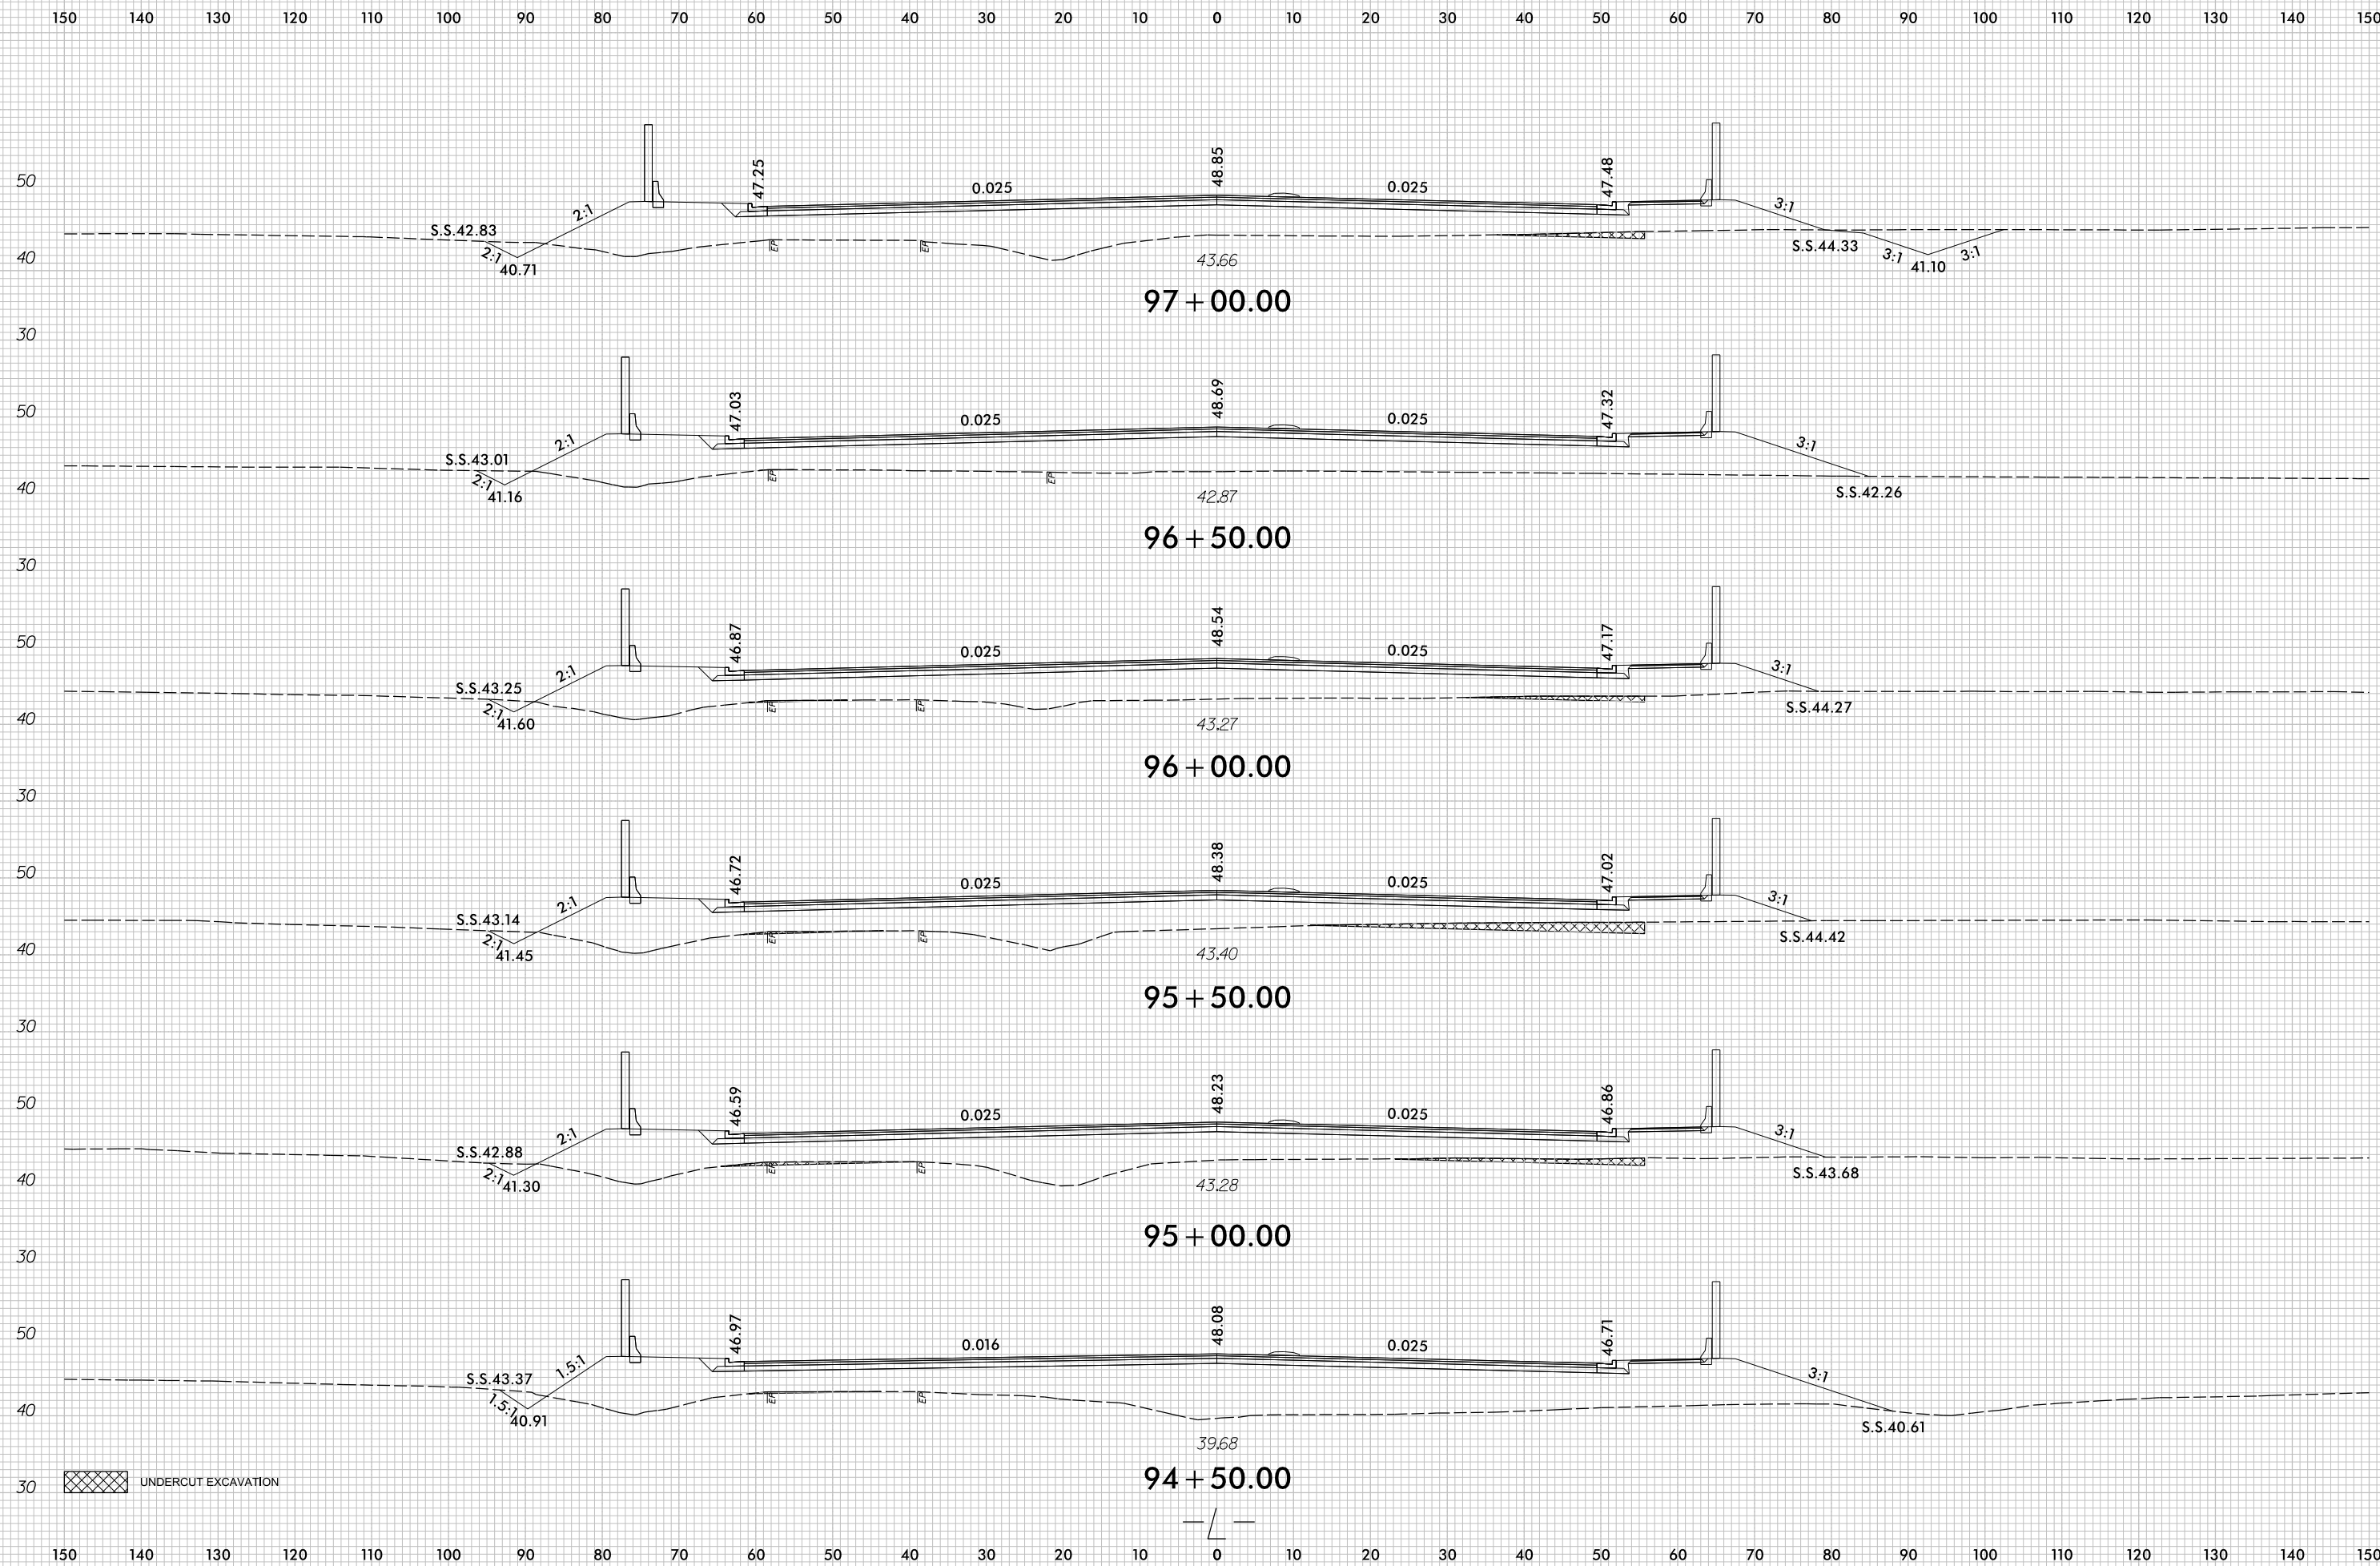 150 140 130 120 110 100 90 80 70 60 50 40 30 20 10 0 10 20 30 40 50 60 70 80 90 100 110 120 130 140 150
47.25 48.85 47.48
50 2:1 0.025 0.025 3:1
S.S.42.83 S.S.44.33
40 2:1 40.71 EP EP 43.66 3:1 41.10 3:1
97+00.00
30
47.03 48.69 47.32
50 2:1 0.025 0.025 3:1
S.S.43.01
40 2:1 41.16 EP EP EP 42.87 S.S.42.26
96+50.00
30
46.87 48.54 47.17
50 2:1 0.025 0.025 3:1
S.S.43.25 S.S.44.27
40 2:1 41.60 EP EP 43.27
96+00.00
30
46.72 48.38 47.02
50 2:1 0.025 0.025 3:1
S.S.43.14 S.S.44.42
40 2:1 41.45 EP EP 43.40
95+50.00
30
46.59 48.23 46.86
50 2:1 0.025 0.025 3:1
S.S.42.88 S.S.43.68
40 2:1 41.30 EP EP 43.28
95+00.00
30
46.97 48.08 46.71
50 1.5:1 0.016 0.025 3:1
S.S.43.37
40 1.5:1 40.91 EP EP S.S.40.61
39.68
94+50.00
30 UNDERCUT EXCAVATION
-L-
150 140 130 120 110 100 90 80 70 60 50 40 30 20 10 0 10 20 30 40 50 60 70 80 90 100 110 120 130 140 150